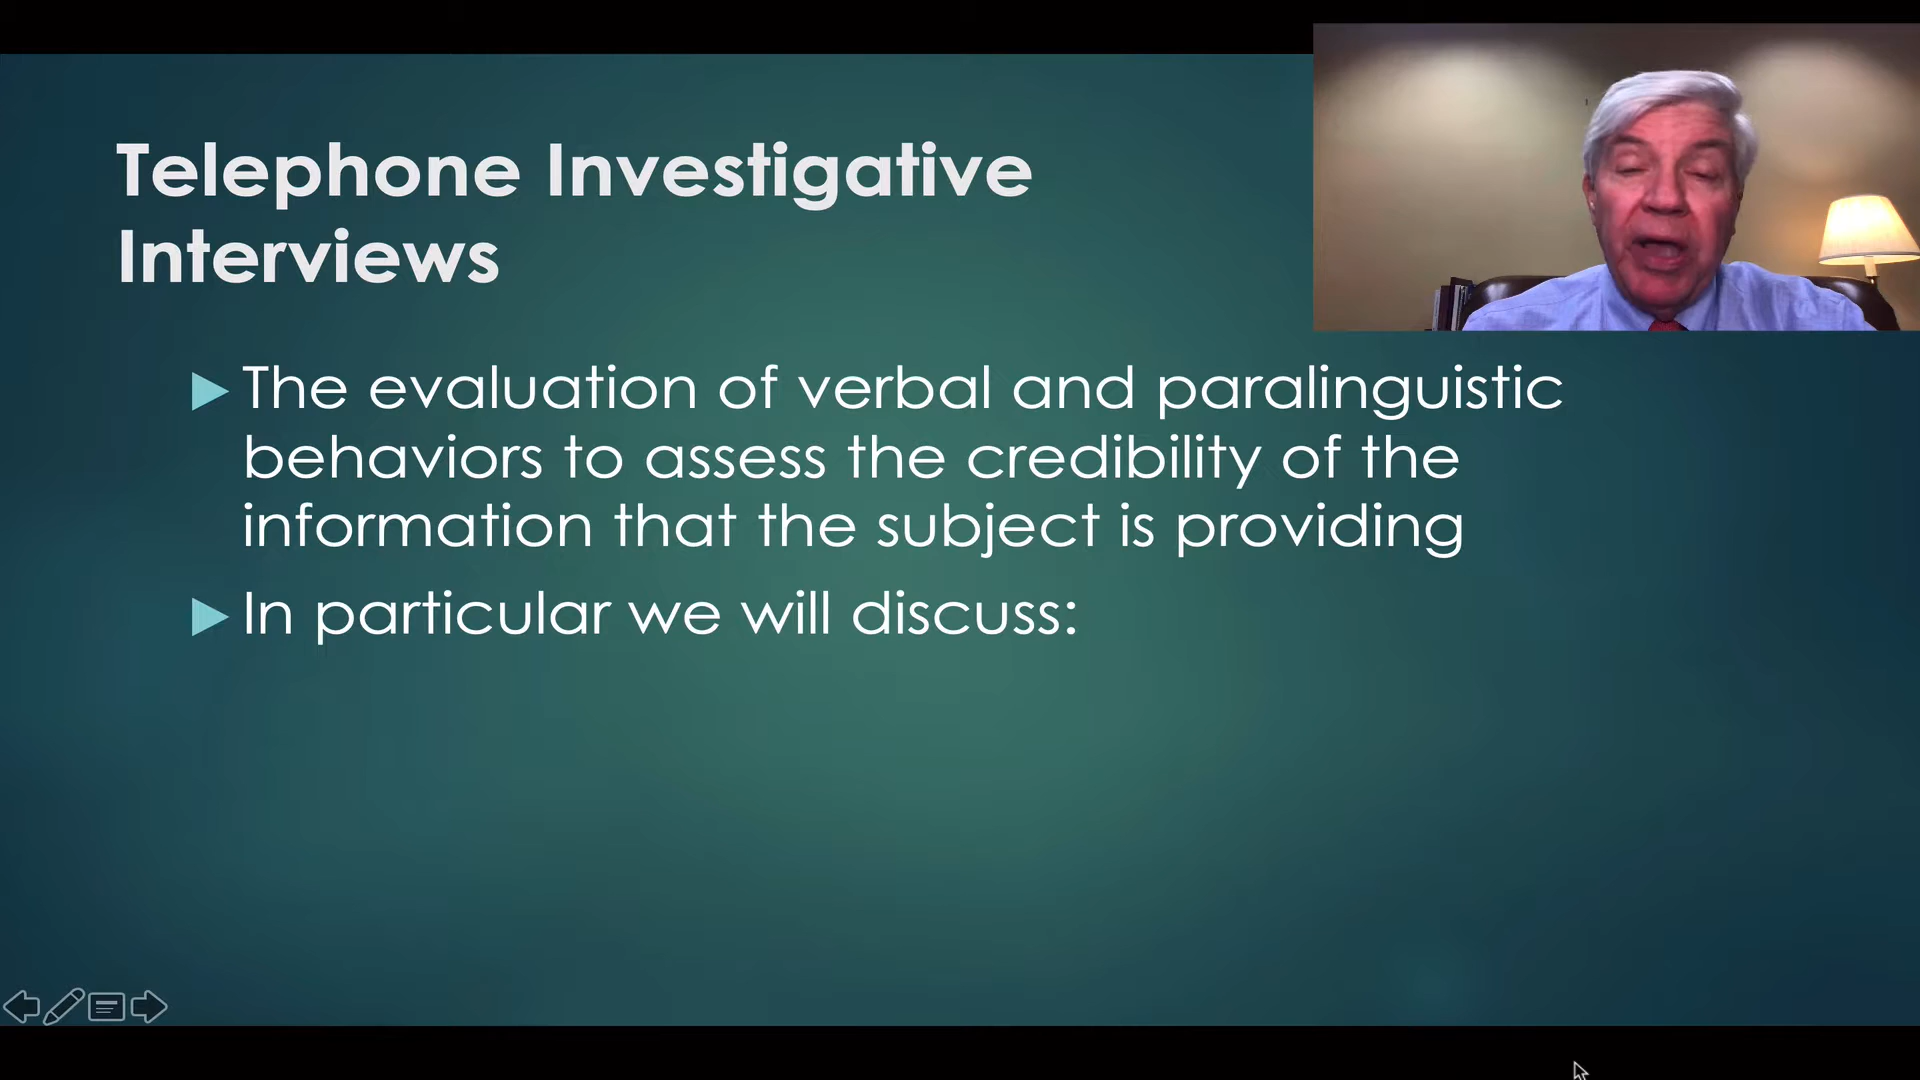 Telephone Investigative
Interviews
The evaluation of verbal and paralinguistic
behaviors to assess the credibility of the
information that the subject is providing
In particular we will discuss: